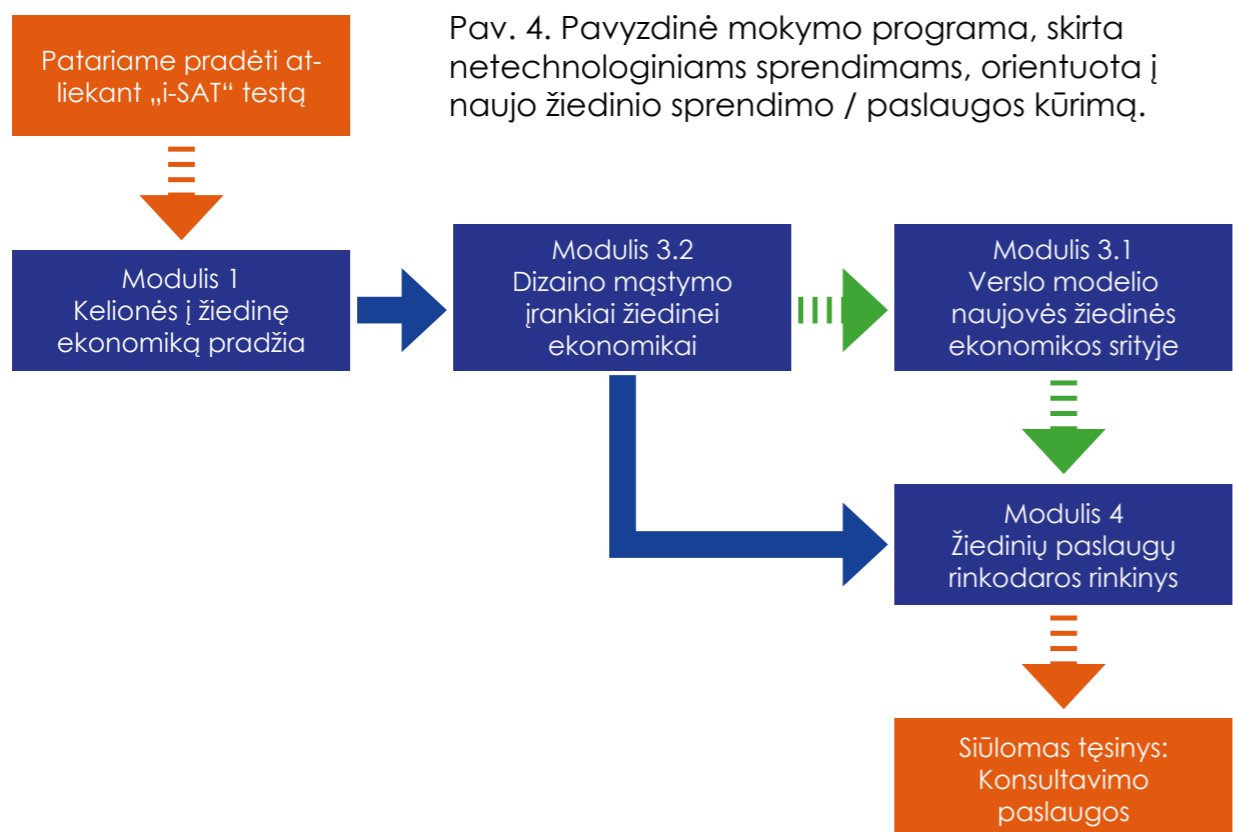 Patariame pradėti at-
liekant „i-SAT“ testą
Pav. 4. Pavyzdinė mokymo programa, skirta
netechnologiniams sprendimams, orientuota į
naujo žiedinio sprendimo / paslaugos kūrimą.
Modulis 1
Kelionės į žiedinę
ekonomiką pradžia
Modulis 3.2
Dizaino mąstymo
įrankiai žiedinei
ekonomikai
Modulis 3.1
Verslo modelio
naujovės žiedinės
ekonomikos srityje
Modulis 4
Žiedinių paslaugų
rinkodaros rinkinys
Siūlomas tęsinys:
Konsultavimo
paslaugos